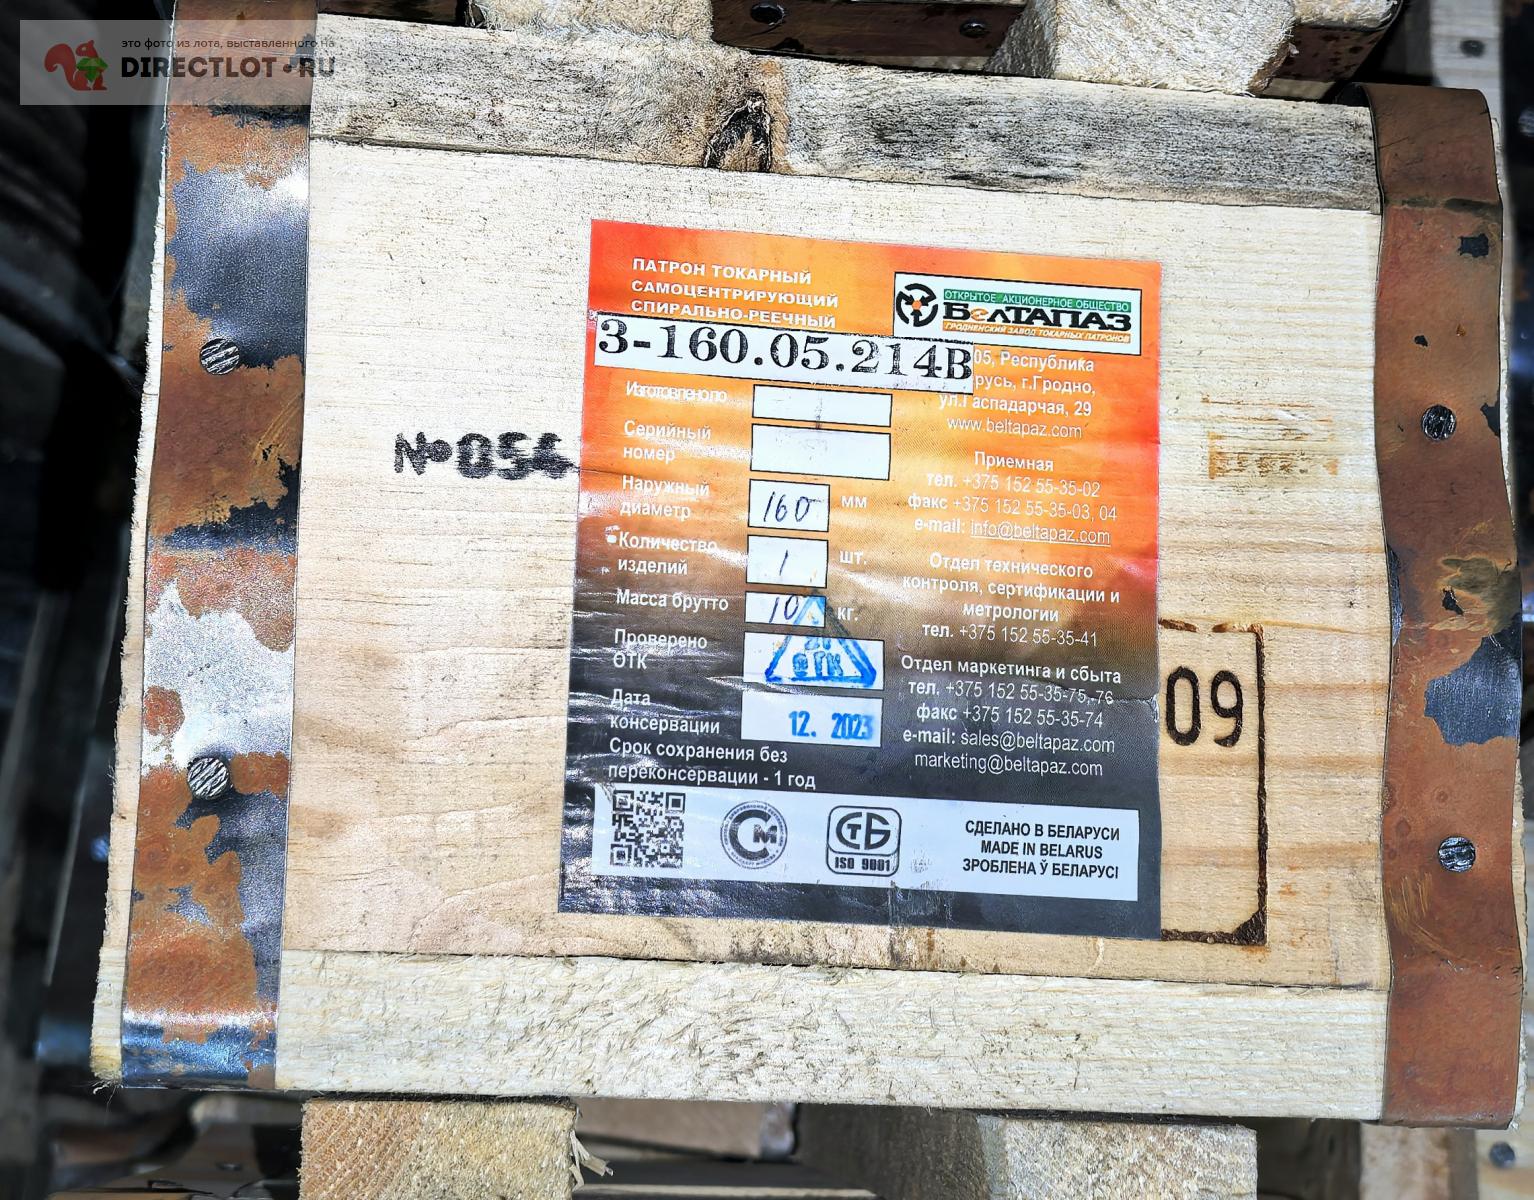 это фото из лота, выставленного на
DIRECTLOT.RU
ПАТРОН ТОКАРНЫЙ
САМОЦЕНТРИРУЮЩИЙ
СПИРАЛЬНО-РЕЕЧНЫЙ
3-160.05.214В
ОТКРЫТОЕ АКЦИОНЕРНОЕ ОБЩЕСТВО
БелТАПАЗ
ГРОДНЕНСКИЙ ЗАВОД ТОКАРНЫХ ПАТРОНОВ
05, Республика
русь, г.Гродно,
ул.Гаспадарчая, 29
www.beltapaz.com
Изготовлено по
Серийный
номер
№056
Наружный
диаметр
160 мм
Количество
изделий
1 шт.
Масса брутто 10 кг.
Проверено
ОТК
ОТК
Дата
консервации
12. 2023
Срок сохранения без
переконсервации - 1 год
Приемная
тел. +375 152 55-35-02
факс +375 152 55-35-03, 04
e-mail: info@beltapaz.com
Отдел технического
контроля, сертификации и
метрологии
тел. +375 152 55-35-41
Отдел маркетинга и сбыта
тел. +375 152 55-35-75,-76
факс +375 152 55-35-74
e-mail: sales@beltapaz.com
marketing@beltapaz.com
09
СМ
СТБ
ISO 9001
СДЕЛАНО В БЕЛАРУСИ
MADE IN BELARUS
ЗРОБЛЕНА Ў БЕЛАРУСІ